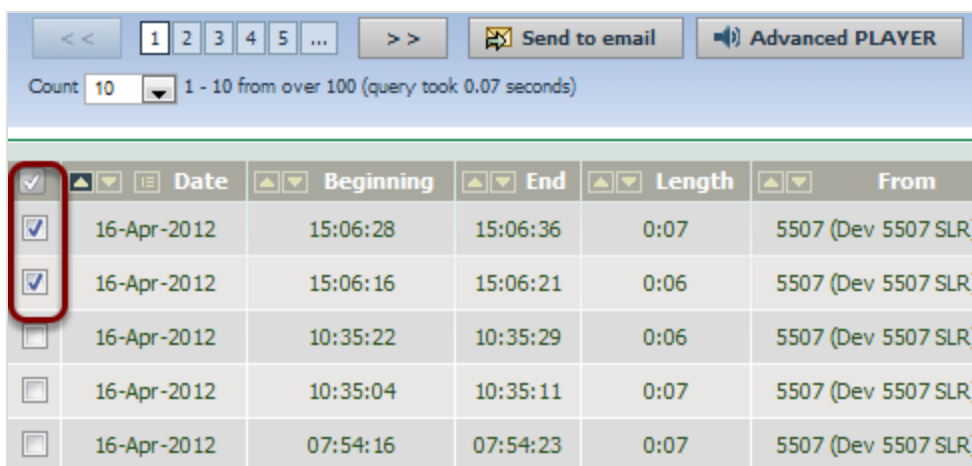 << 1 2 3 4 5 ... >> Send to email Advanced PLAYER
Count 10 1 - 10 from over 100 (query took 0.07 seconds)
Date Beginning End Length From
16-Apr-2012 15:06:28 15:06:36 0:07 5507 (Dev 5507 SLR)
16-Apr-2012 15:06:16 15:06:21 0:06 5507 (Dev 5507 SLR)
16-Apr-2012 10:35:22 10:35:29 0:06 5507 (Dev 5507 SLR)
16-Apr-2012 10:35:04 10:35:11 0:07 5507 (Dev 5507 SLR)
16-Apr-2012 07:54:16 07:54:23 0:07 5507 (Dev 5507 SLR)